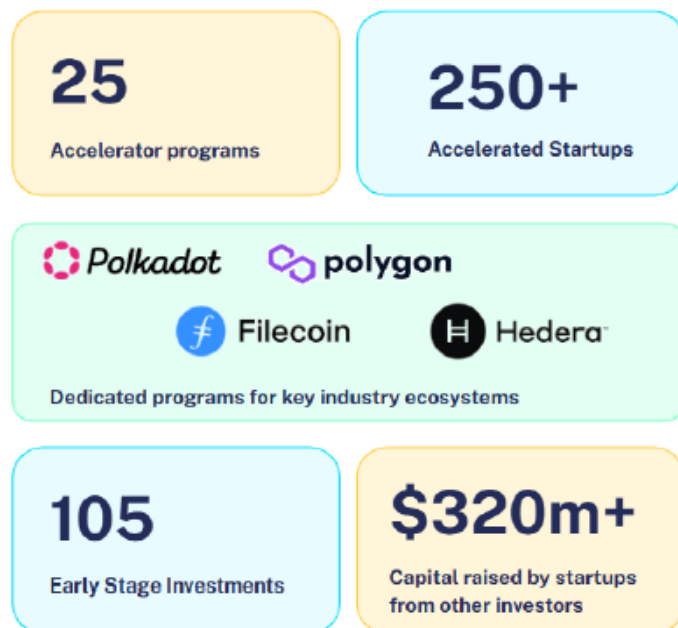 25
Accelerator programs
250+
Accelerated Startups
Polkadot
polygon
Filecoin
Hedera
Dedicated programs for key industry ecosystems
105
Early Stage Investments
$320m+
Capital raised by startups
from other investors